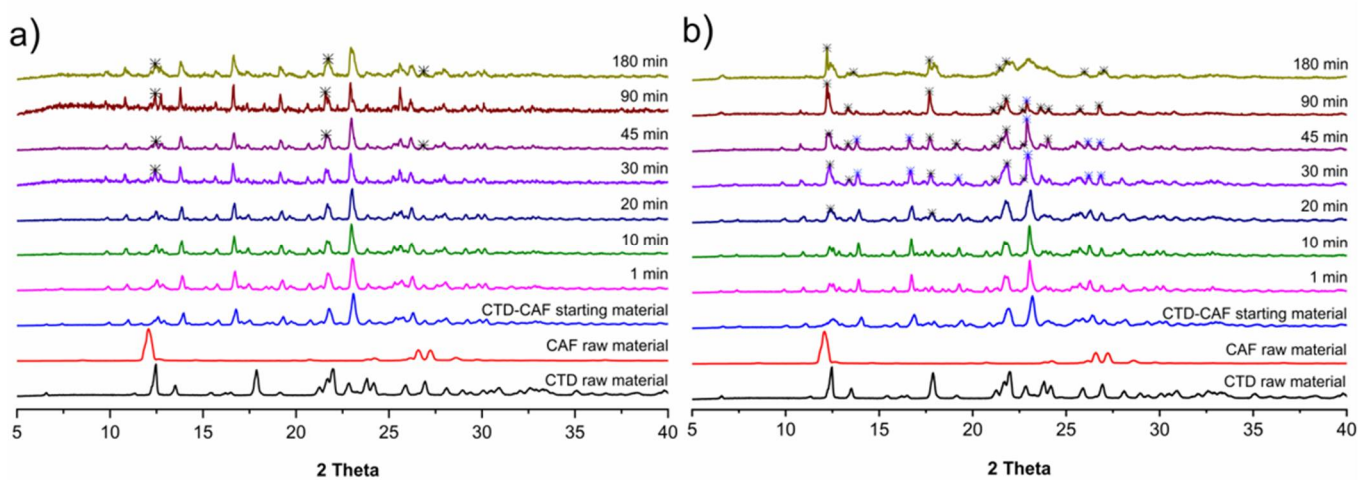 a)
180 min
90 min
45 min
30 min
20 min
10 min
1 min
CTD-CAF starting material
CAF raw material
CTD raw material
5 10 15 20 25 30 35 40
2 Theta
b)
180 min
90 min
45 min
30 min
20 min
10 min
1 min
CTD-CAF starting material
CAF raw material
CTD raw material
5 10 15 20 25 30 35 40
2 Theta